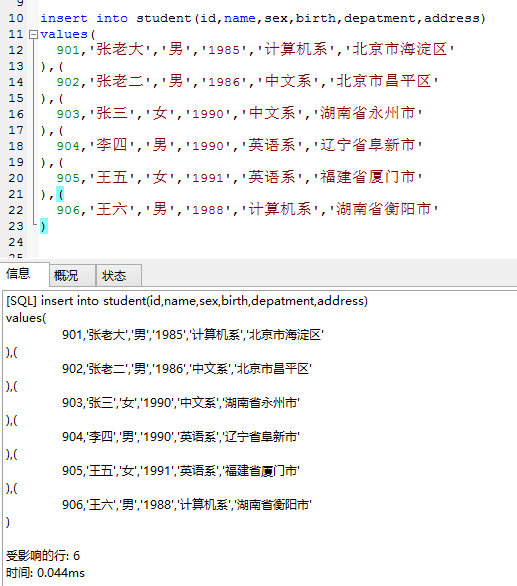 9
10 insert into student(id,name,sex,birth,depatment,address)
11 values(
12 901,'张老大','男','1985','计算机系','北京市海淀区'
13 ),(
14 902,'张老二','男','1986','中文系','北京市昌平区'
15 ),(
16 903,'张三','女','1990','中文系','湖南省永州市'
17 ),(
18 904,'李四','男','1990','英语系','辽宁省阜新市'
19 ),(
20 905,'王五','女','1991','英语系','福建省厦门市'
21 ),(
22 906,'王六','男','1988','计算机系','湖南省衡阳市'
23 )
24
信息 概况 状态
[SQL] insert into student(id,name,sex,birth,depatment,address)
values(
901,'张老大','男','1985','计算机系','北京市海淀区'
),(
902,'张老二','男','1986','中文系','北京市昌平区'
),(
903,'张三','女','1990','中文系','湖南省永州市'
),(
904,'李四','男','1990','英语系','辽宁省阜新市'
),(
905,'王五','女','1991','英语系','福建省厦门市'
),(
906,'王六','男','1988','计算机系','湖南省衡阳市'
)
受影响的行: 6
时间: 0.044ms